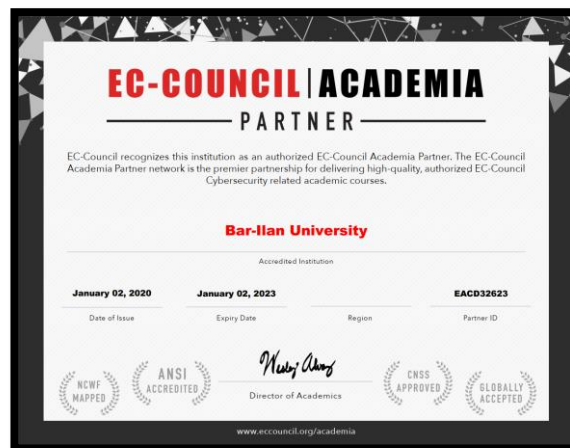 EC-COUNCIL | ACADEMIA
PARTNER
EC-Council recognizes this institution as an authorized EC-Council Academia Partner. The EC-Council
Academia Partner network is the premier partnership for delivering high-quality, authorized EC-Council
Cybersecurity related academic courses.
Bar-Ilan University
Accredited Institution
January 02, 2020 January 02, 2023 EACD32623
Date of Issue Expiry Date Region Partner ID
NCWF MAPPED
ANSI ACCREDITED
Director of Academics
CNSS APPROVED
GLOBALLY ACCEPTED
www.eccouncil.org/academia